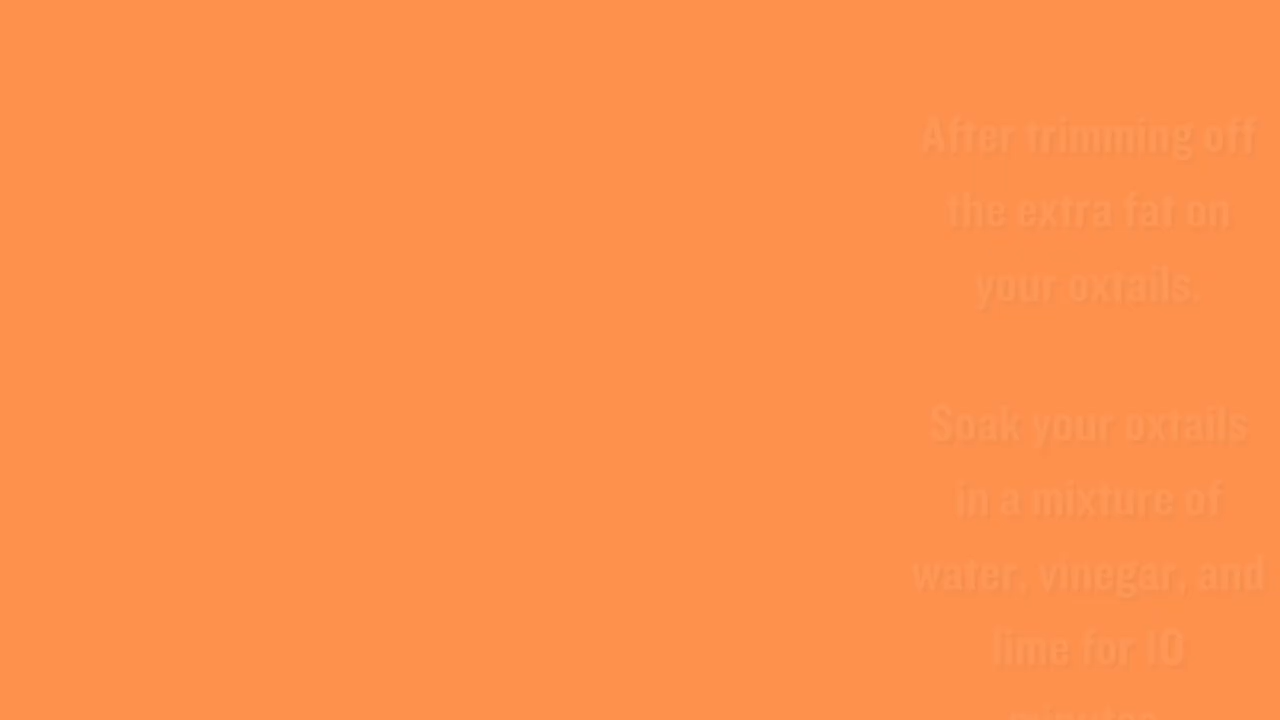 After trimming off
the extra fat on
your oxtails.
Soak your oxtails
in a mixture of
water, vinegar, and
lime for 10
minutes